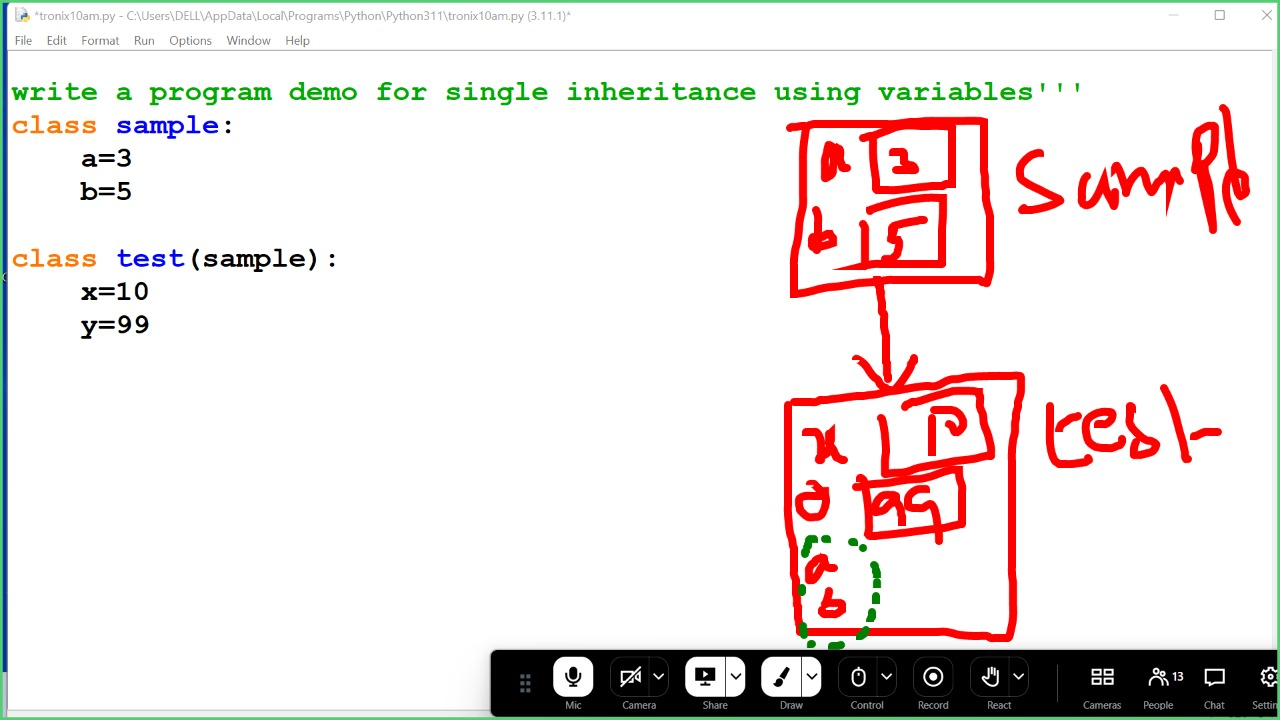 *tronix10am.py - C:\Users\DELL\AppData\Local\Programs\Python\Python311\tronix10am.py (3.11.1)*
File Edit Format Run Options Window Help
write a program demo for single inheritance using variables'''
class sample:
a=3
b=5
class test(sample):
x=10
y=99
a 3
b 5
Sample
x 10
99
a
b
test
Mic Camera Share Draw Control Record React Cameras People 13 Chat Settin